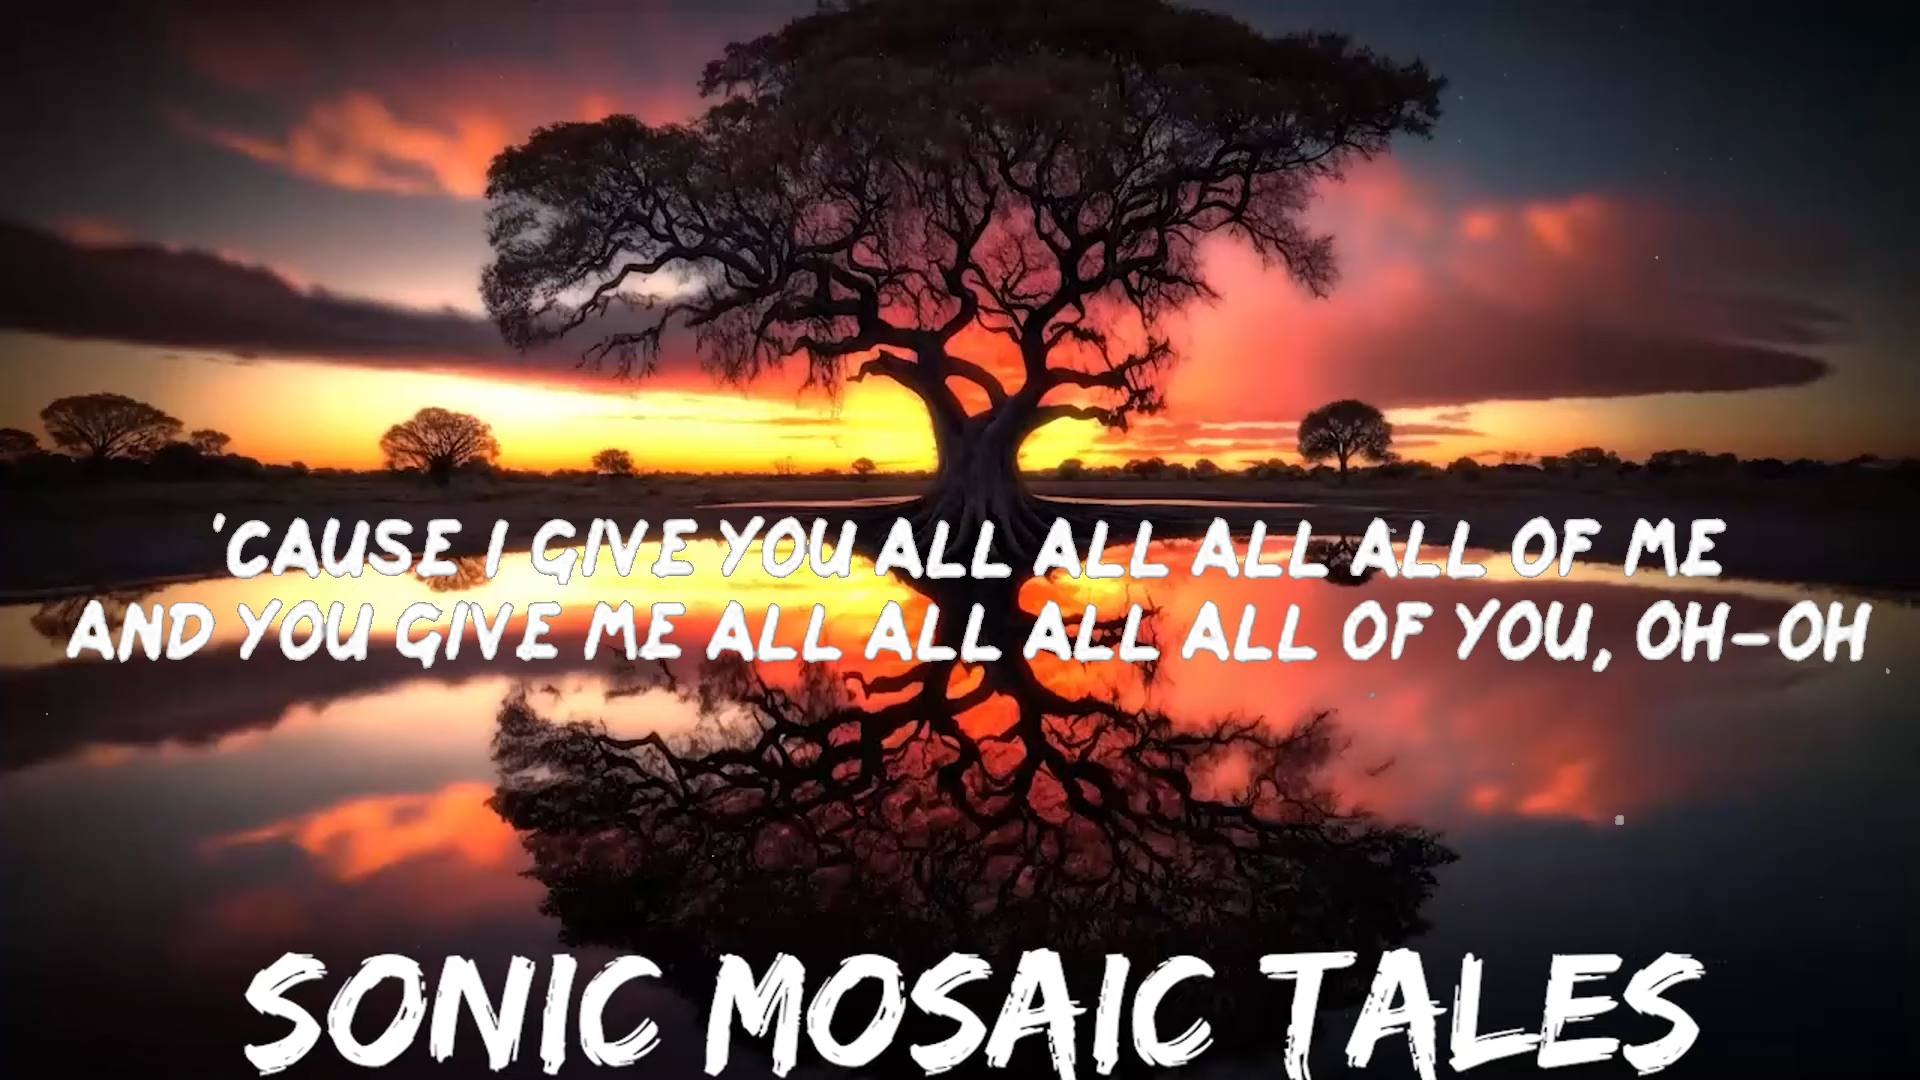 'CAUSE I GIVE YOU ALL ALL ALL ALL OF ME
AND YOU GIVE ME ALL ALL ALL ALL OF YOU, OH-OH
SONIC MOSAIC TALES